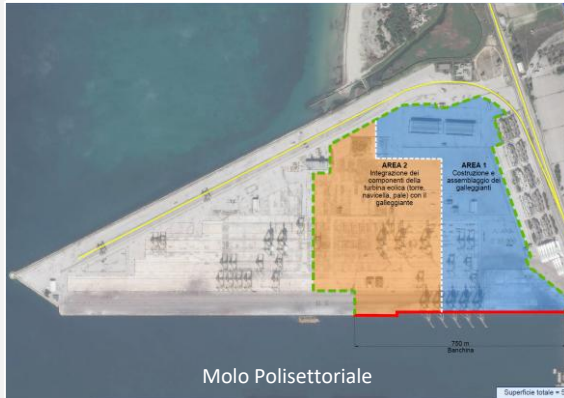 AREA 2
Integrazione dei
componenti della
turbina eolica (torre,
navicella, pale) con il
galleggiante
AREA 1
Costruzione e
assemblaggio dei
galleggianti
750 m
Banchina
Molo Polisettoriale
Superficie totale =